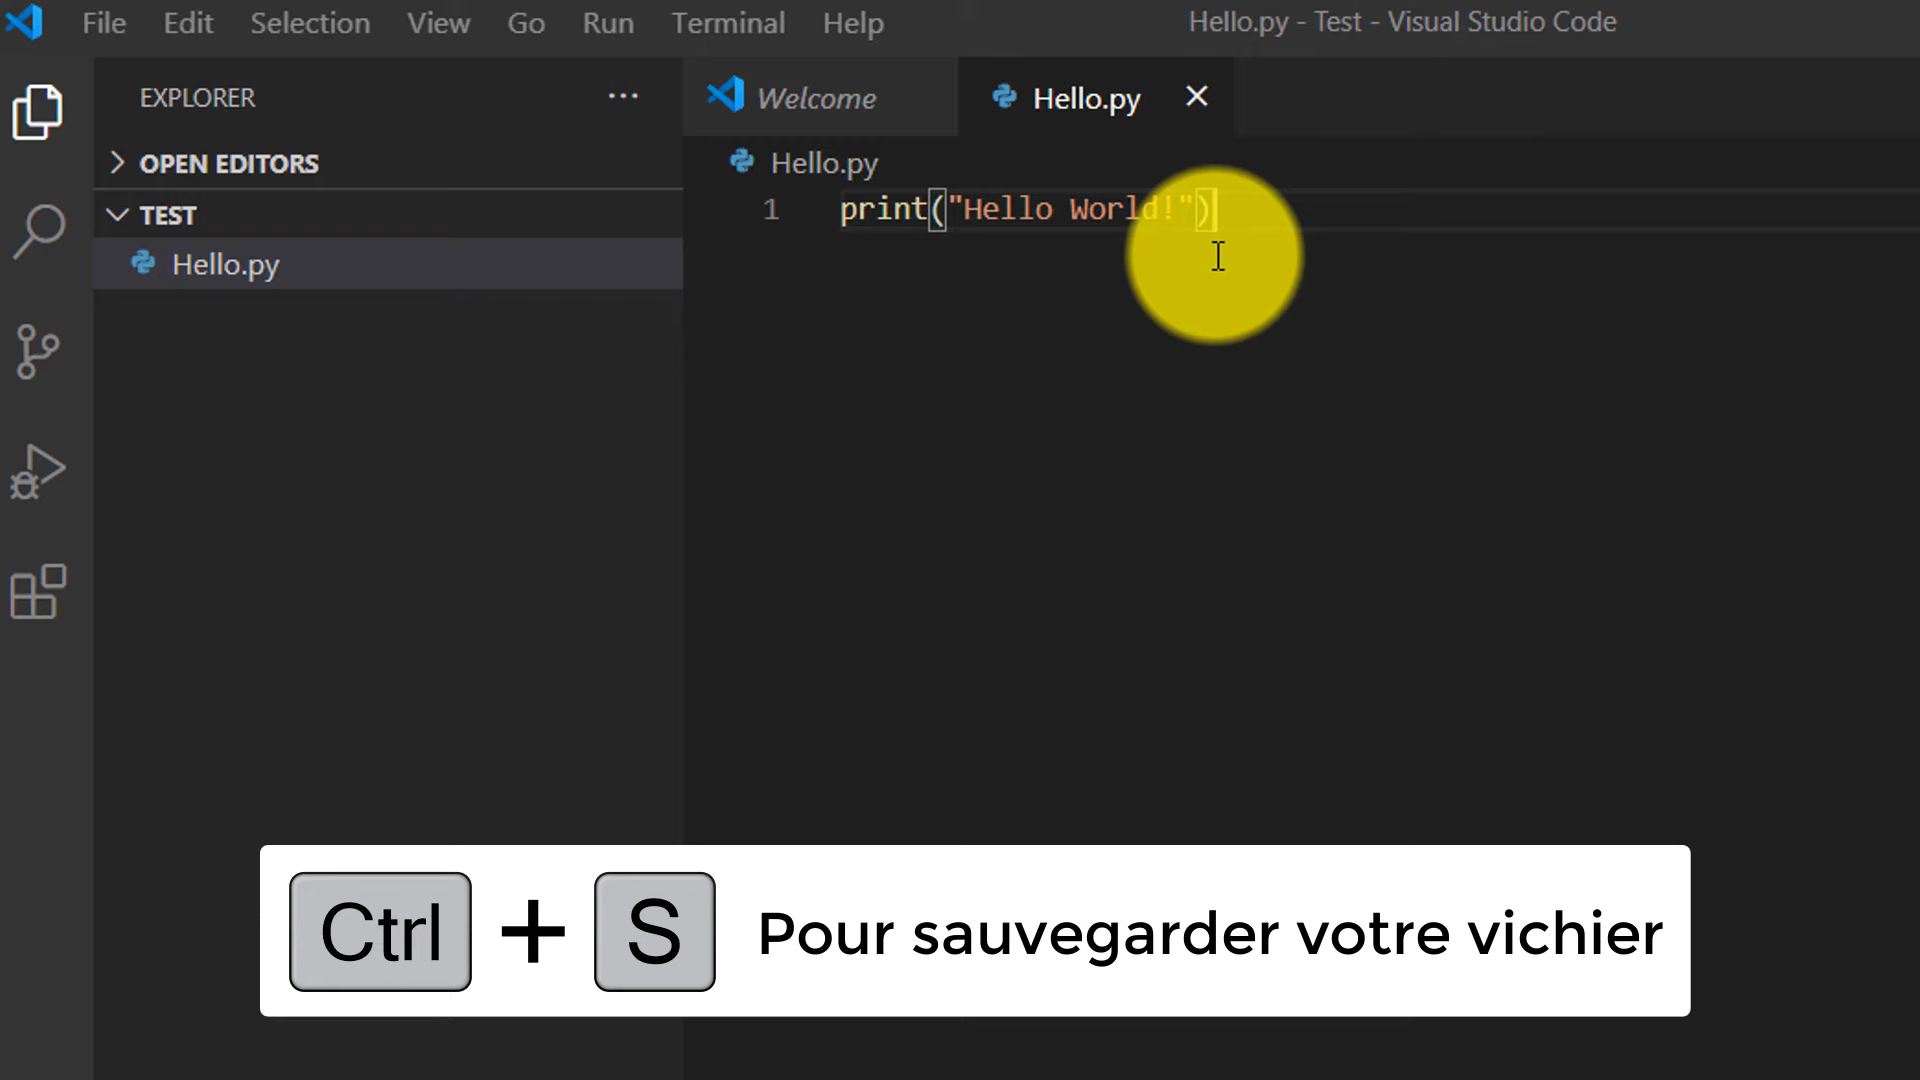 File Edit Selection View Go Run Terminal Help
Hello.py - Test - Visual Studio Code
EXPLORER ...
Welcome
Hello.py
OPEN EDITORS
Hello.py
1 print("Hello World!")
TEST
Hello.py
Ctrl + S Pour sauvegarder votre vichier